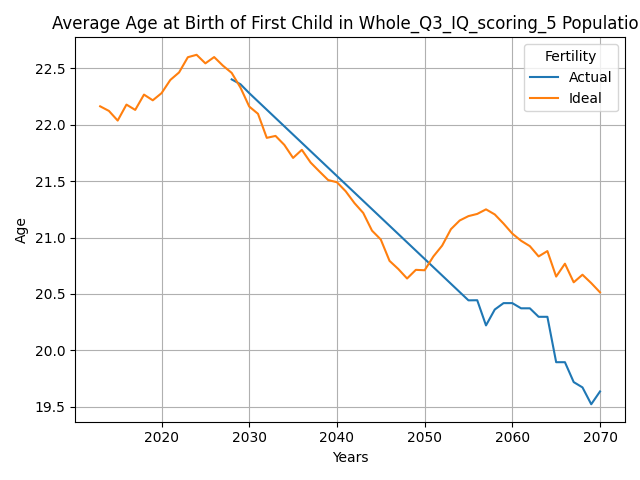 Average Age at Birth of First Child in Whole_Q3_IQ_scoring_5 Populatio
Fertility
Actual
Ideal
22.5
22.0
21.5
21.0
20.5
20.0
19.5
Age
2020 2030 2040 2050 2060 2070
Years